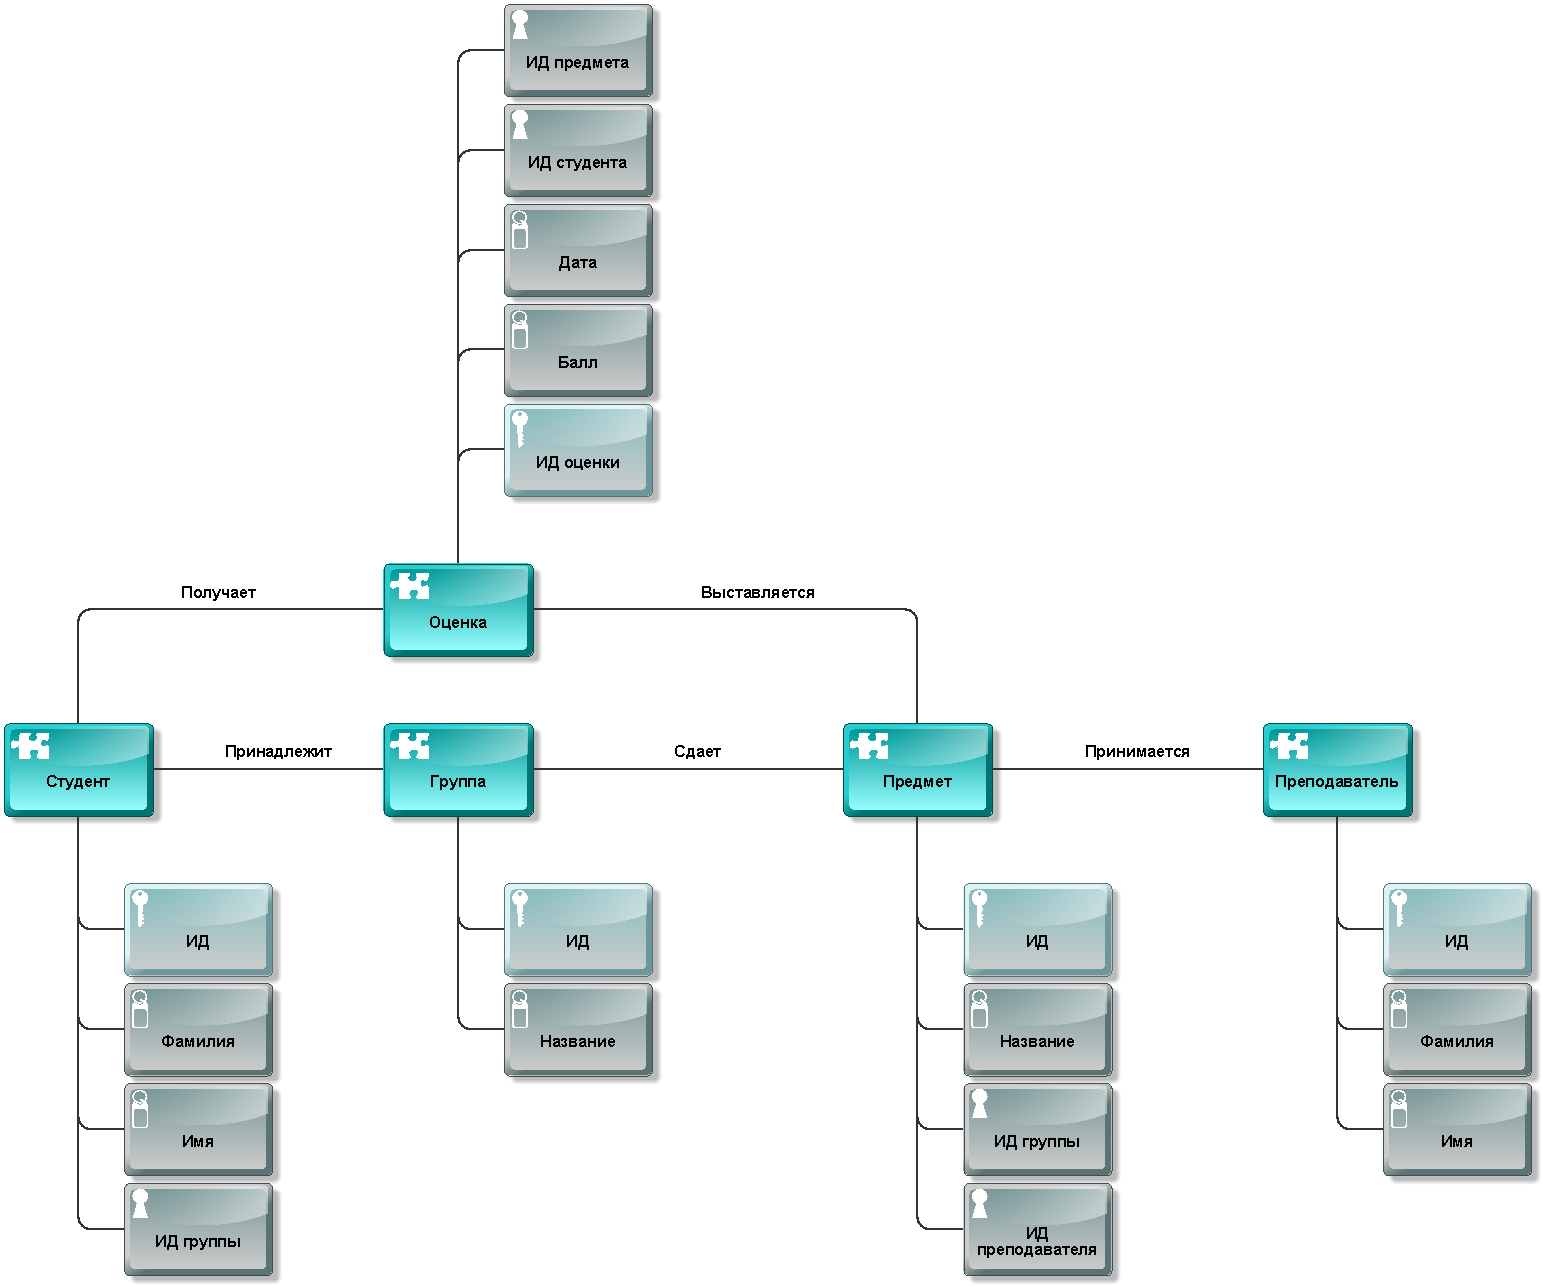 ИД предмета
ИД студента
Дата
Балл
ИД оценки
Получает
Выставляется
Оценка
Принадлежит
Сдает
Принимается
Студент
Группа
Предмет
Преподаватель
ИД
ИД
ИД
ИД
Фамилия
Название
Название
Фамилия
Имя
ИД группы
Имя
ИД группы
ИД
преподавателя